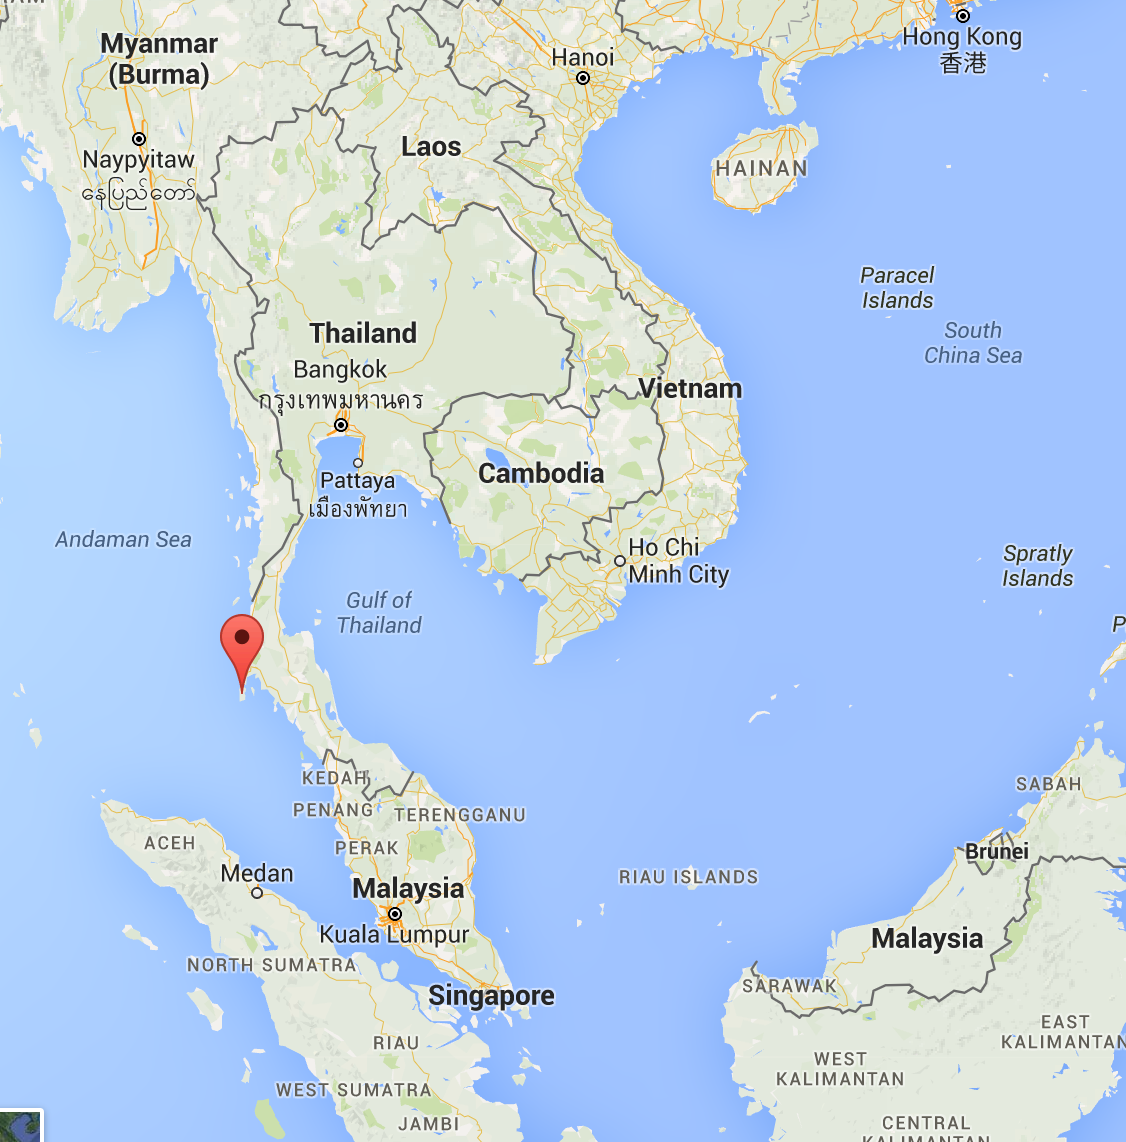 Myanmar
(Burma)
Hanoi
Hong Kong
香港
Naypyitaw
နေပြည်တော်
Laos
HAINAN
Paracel
Islands
South
China Sea
Thailand
Bangkok
กรุงเทพมหานคร
Vietnam
Cambodia
Pattaya
เมืองพัทยา
Andaman Sea
Ho Chi
Minh City
Spratly
Islands
Gulf of
Thailand
KEDAH
PENANG
TERENGGANU
SABAH
ACEH
PERAK
Brunei
Medan
Malaysia
RIAU ISLANDS
Kuala Lumpur
Malaysia
NORTH SUMATRA
SARAWAK
Singapore
EAST
KALIMANTAN
RIAU
WEST
KALIMANTAN
WEST SUMATRA
JAMBI
CENTRAL
KALIMANTAN